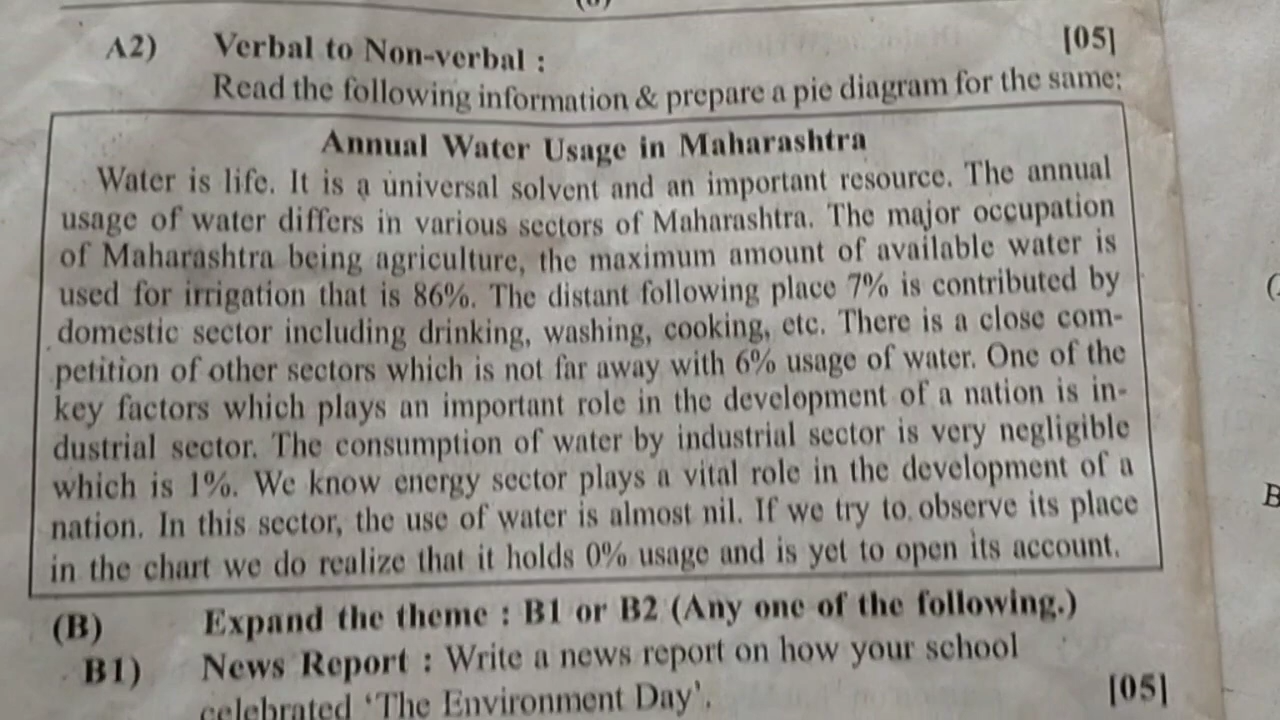 A2) Verbal to Non-verbal : [05]
Read the following information & prepare a pie diagram for the same:
Annual Water Usage in Maharashtra
Water is life. It is a universal solvent and an important resource. The annual
usage of water differs in various sectors of Maharashtra. The major occupation
of Maharashtra being agriculture, the maximum amount of available water is
used for irrigation that is 86%. The distant following place 7% is contributed by
domestic sector including drinking, washing, cooking, etc. There is a close com-
petition of other sectors which is not far away with 6% usage of water. One of the
key factors which plays an important role in the development of a nation is in-
dustrial sector. The consumption of water by industrial sector is very negligible
which is 1%. We know energy sector plays a vital role in the development of a
nation. In this sector, the use of water is almost nil. If we try to observe its place
in the chart we do realize that it holds 0% usage and is yet to open its account.
(B) Expand the theme : B1 or B2 (Any one of the following.)
B1) News Report : Write a news report on how your school
celebrated 'The Environment Day'. [05]
B